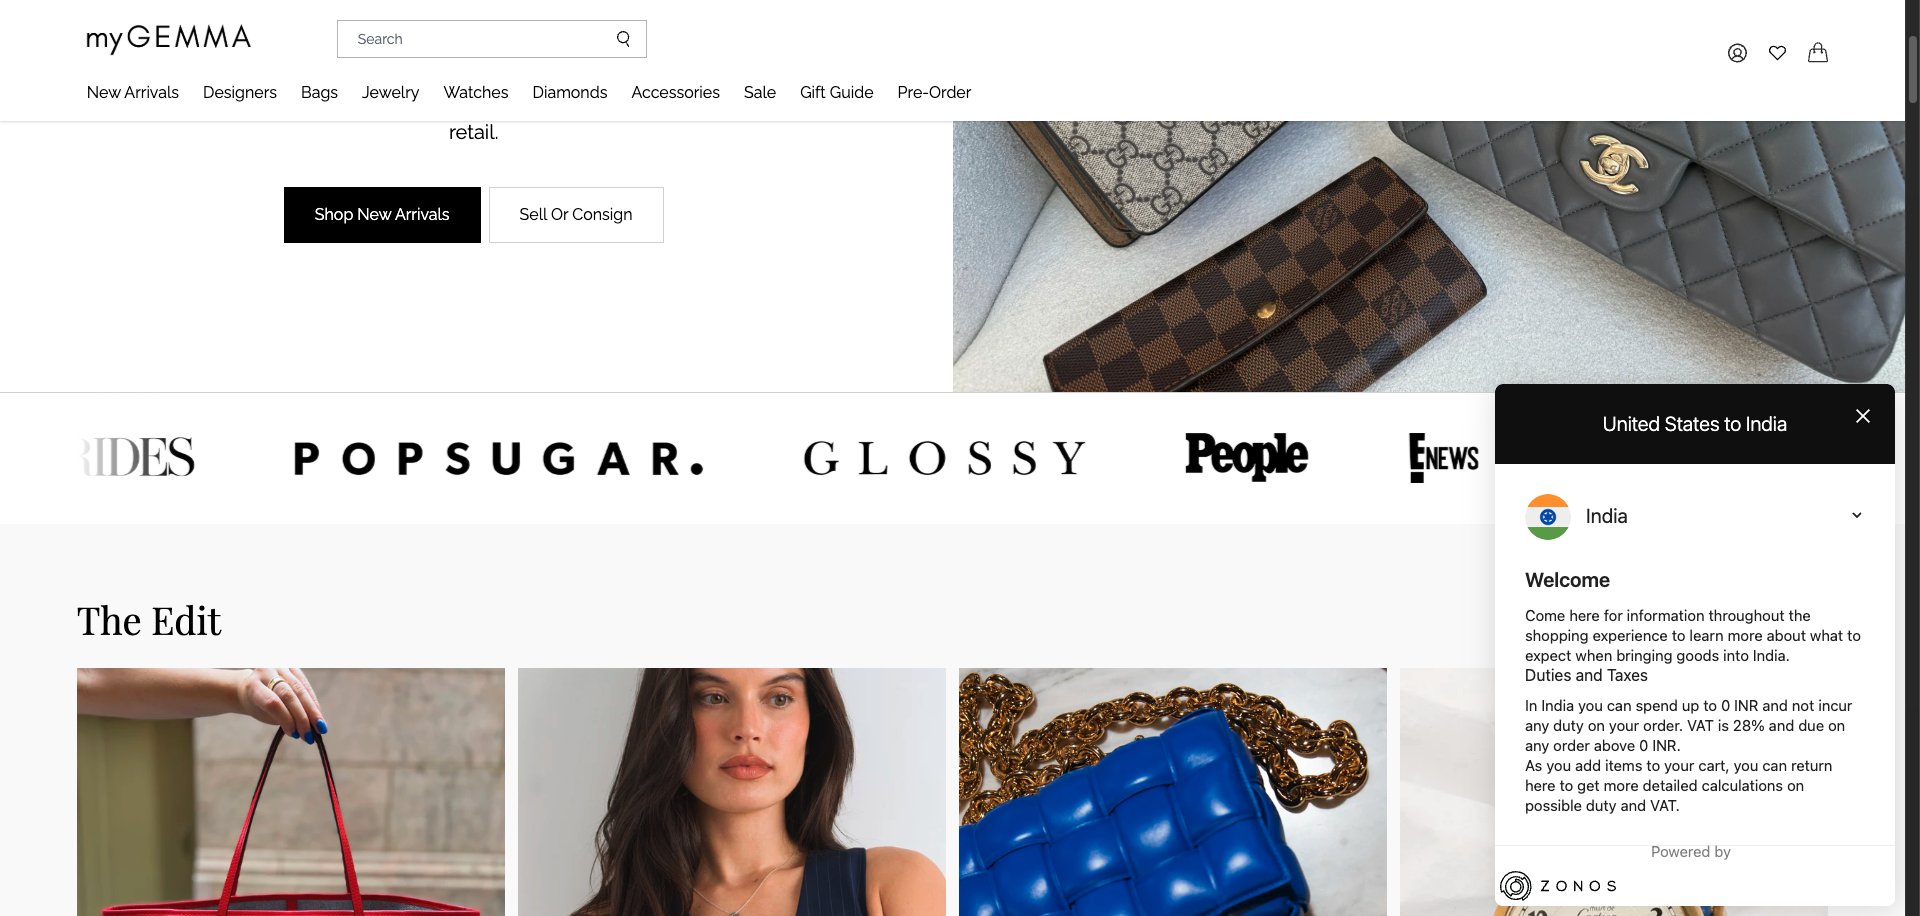 myGEMMA
Search
New Arrivals
Designers
Bags
Jewelry
Watches
Diamonds
Accessories
Sale
Gift Guide
Pre-Order
retail.
Shop New Arrivals
Sell Or Consign
RIDES
POPSUGAR.
GLOSSY
People
E! NEWS
The Edit
United States to India
India
Welcome
Come here for information throughout the
shopping experience to learn more about what to
expect when bringing goods into India.
Duties and Taxes
In India you can spend up to 0 INR and not incur
any duty on your order. VAT is 28% and due on
any order above 0 INR.
As you add items to your cart, you can return
here to get more detailed calculations on
possible duty and VAT.
Powered by
ZONOS